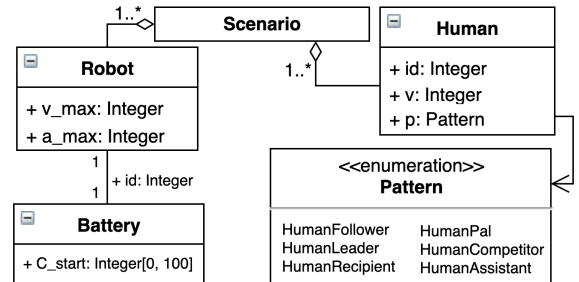 1..*
Scenario
Human
Robot
1..*
+ id: Integer
+ v: Integer
+ p: Pattern
+ v_max: Integer
+ a_max: Integer
1
+ id: Integer
1
<<enumeration>>
Pattern
Battery
HumanFollower HumanPal
HumanLeader HumanCompetitor
HumanRecipient HumanAssistant
+ C_start: Integer[0, 100]